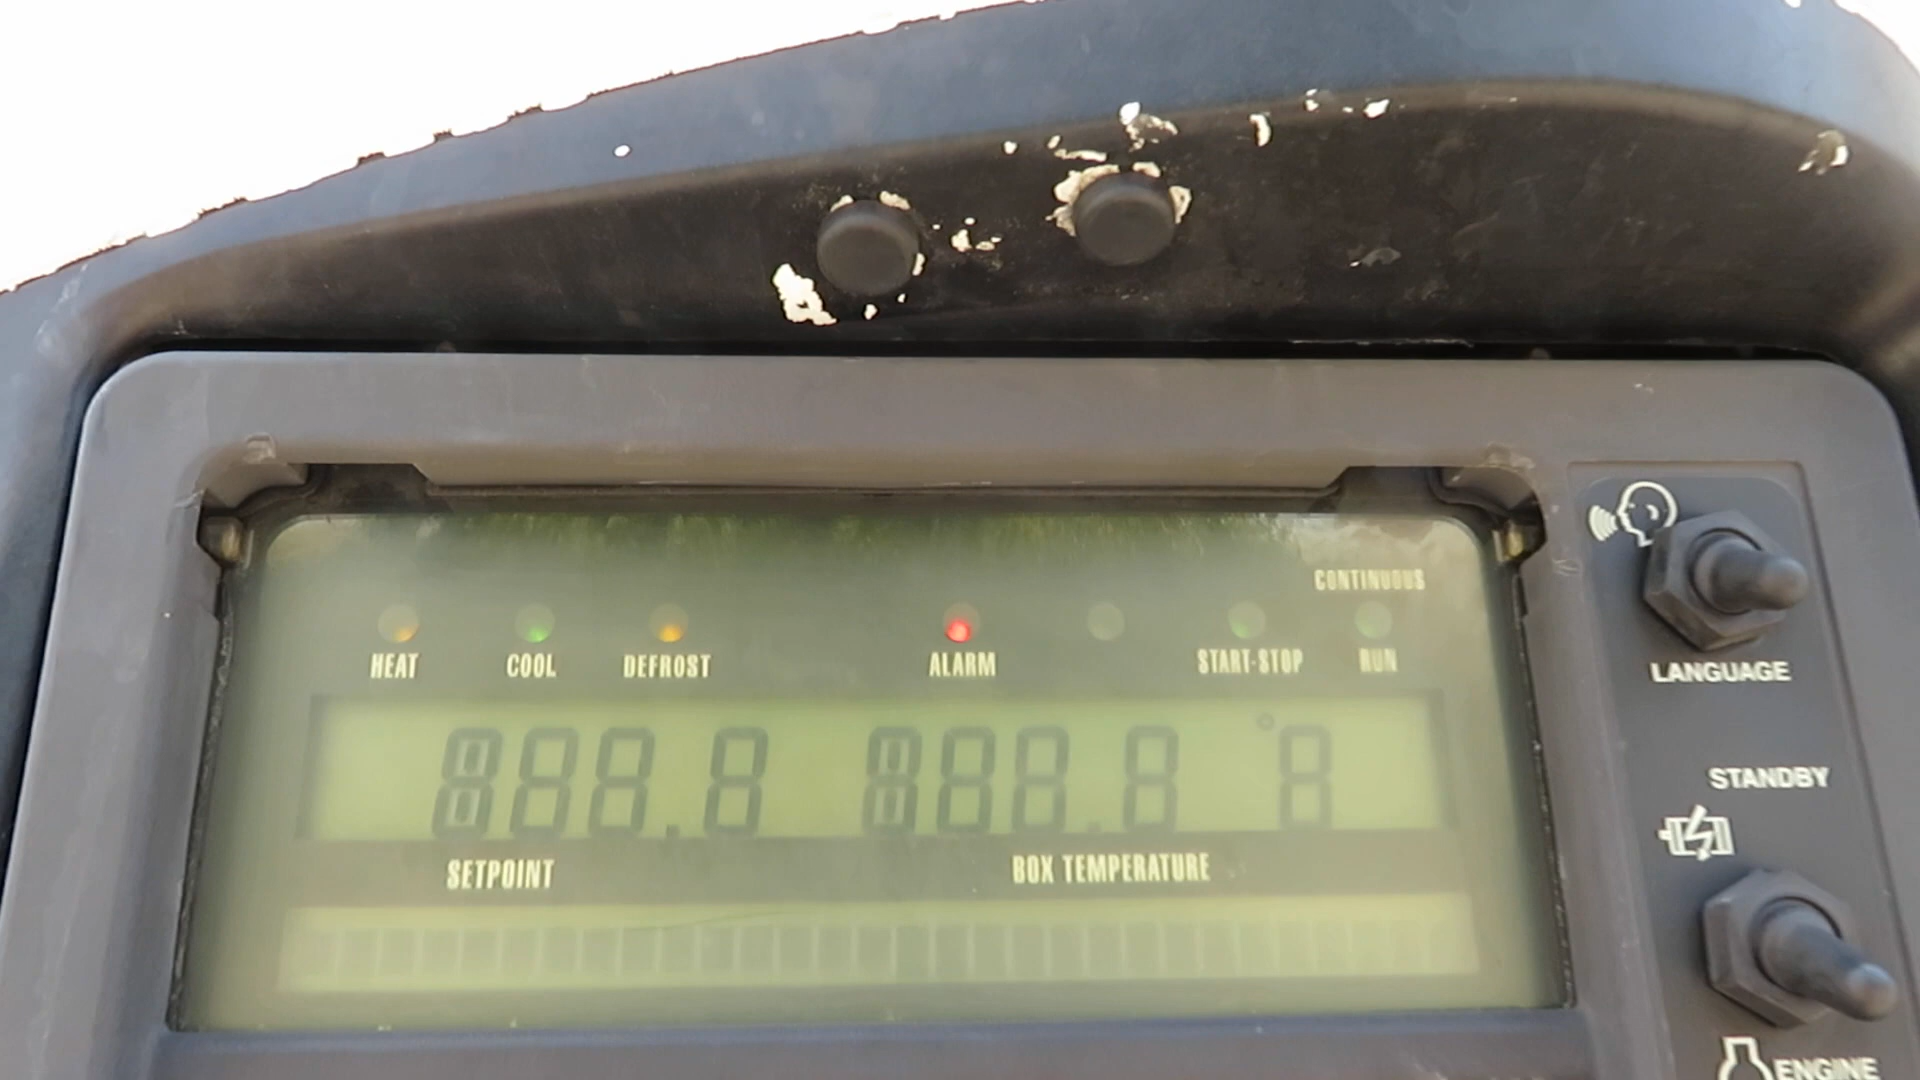 CONTINUOUS
HEAT COOL DEFROST ALARM START-STOP RUN
888.8 888.8 °8
SETPOINT BOX TEMPERATURE
LANGUAGE
STANDBY
ENGINE